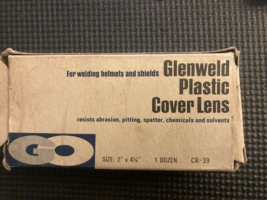 For welding helmets and shields
Glenweld
Plastic
Cover Lens
resists abrasion, pitting, spatter, chemicals and solvents
GO
SIZE: 2" x 4¼"
1 DOZEN
CR-39